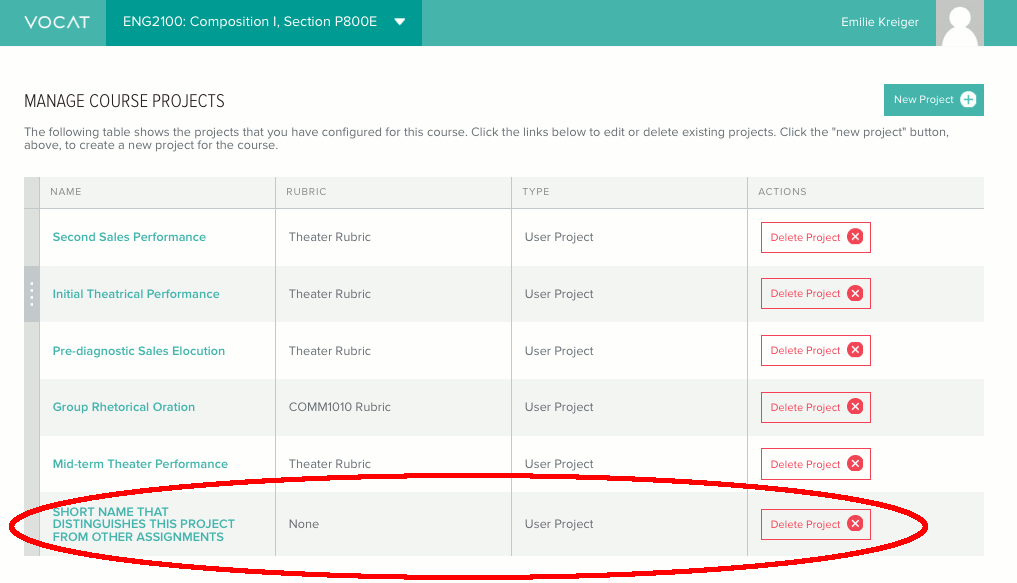 VOCAT
ENG2100: Composition I, Section P800E
Emilie Kreiger
MANAGE COURSE PROJECTS
New Project
The following table shows the projects that you have configured for this course. Click the links below to edit or delete existing projects. Click the "new project" button,
above, to create a new project for the course.
NAME RUBRIC TYPE ACTIONS
Second Sales Performance Theater Rubric User Project Delete Project
Initial Theatrical Performance Theater Rubric User Project Delete Project
Pre-diagnostic Sales Elocution Theater Rubric User Project Delete Project
Group Rhetorical Oration COMM1010 Rubric User Project Delete Project
Mid-term Theater Performance Theater Rubric User Project Delete Project
SHORT NAME THAT
DISTINGUISHES THIS PROJECT None User Project Delete Project
FROM OTHER ASSIGNMENTS